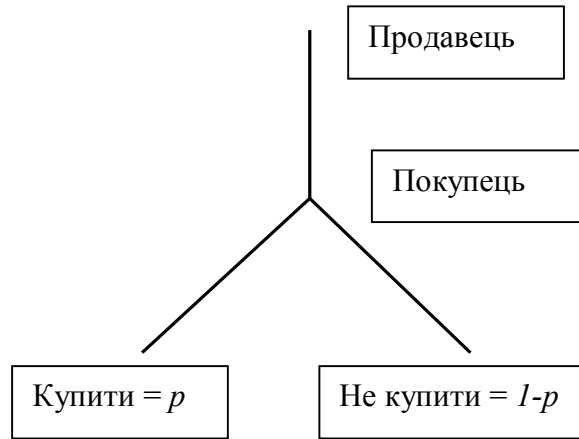 Продавець
Покупець
Купити = p
Не купити = 1-p